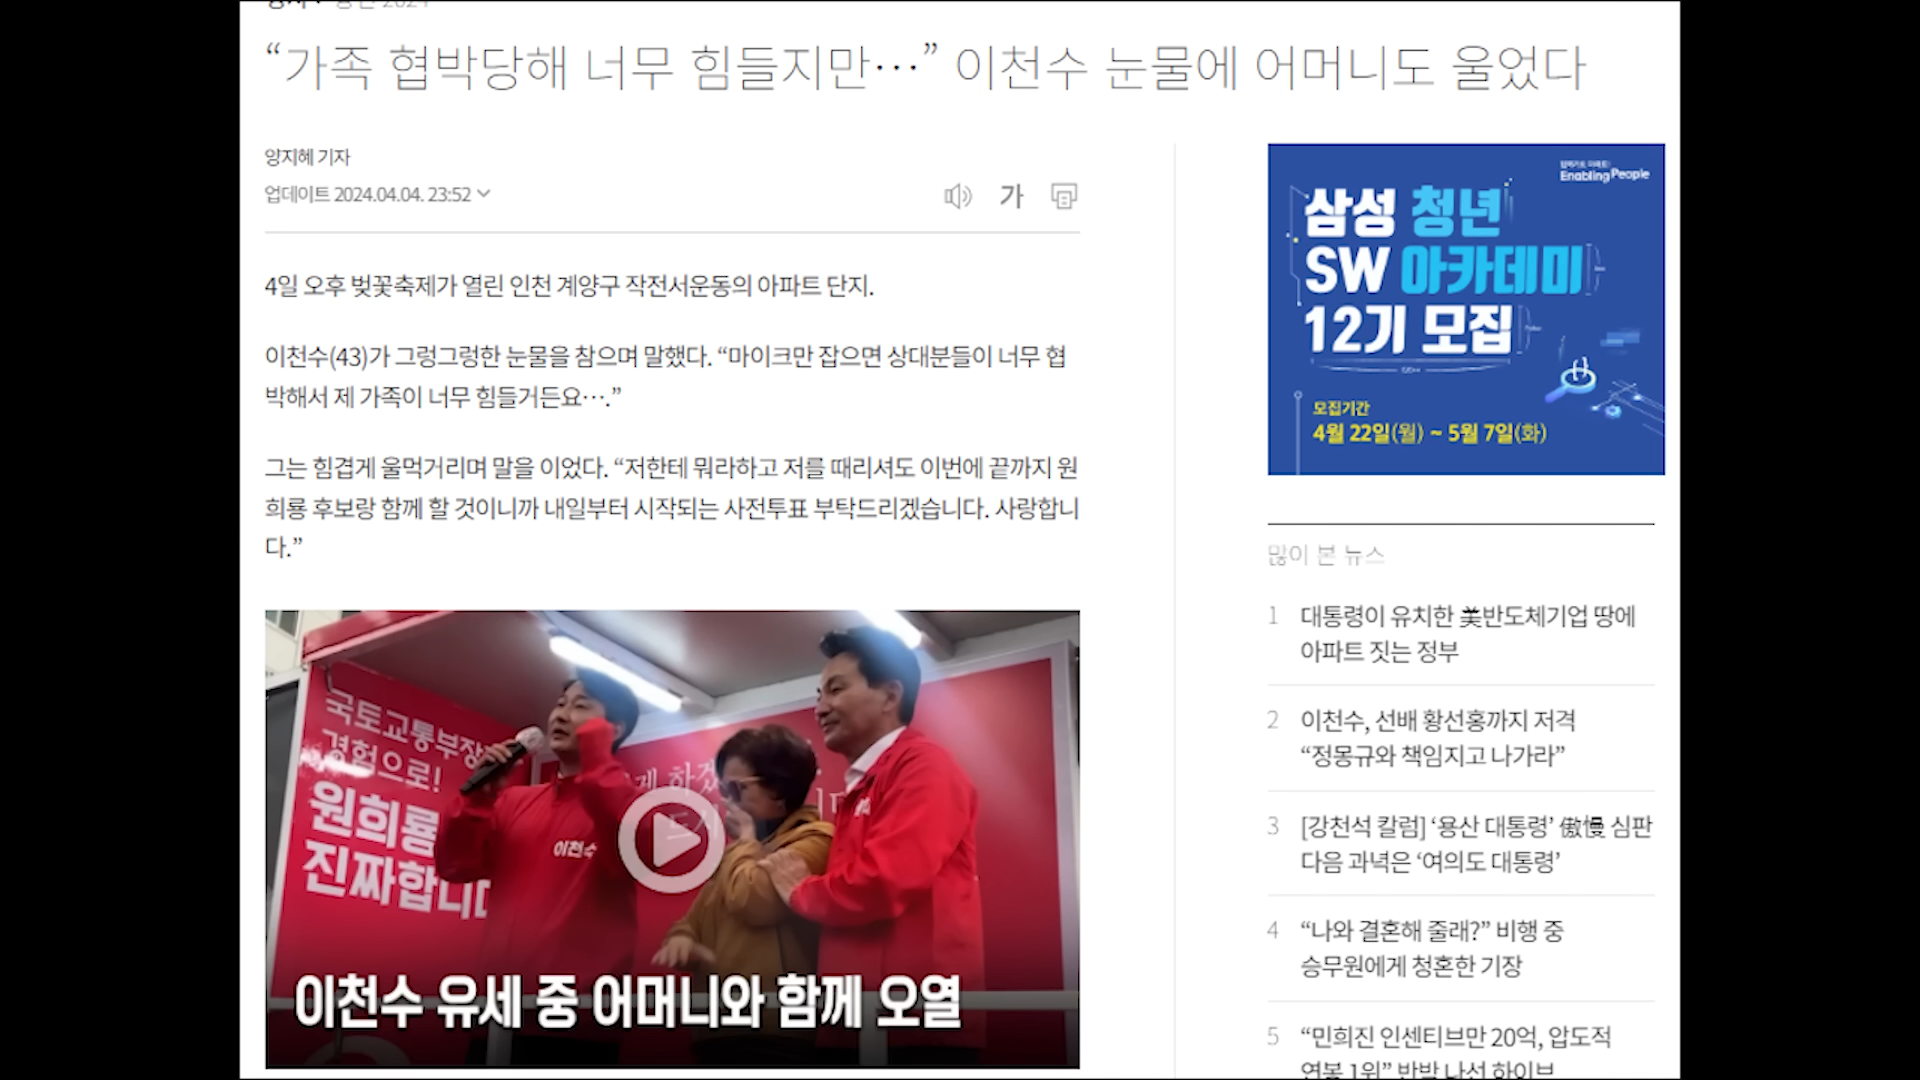 “가족 협박당해 너무 힘들지만…” 이천수 눈물에 어머니도 울었다
양지혜 기자
업데이트 2024.04.04. 23:52
가
4일 오후 벚꽃축제가 열린 인천 계양구 작전서운동의 아파트 단지.
이천수(43)가 그렁그렁한 눈물을 참으며 말했다. “마이크만 잡으면 상대분들이 너무 협
박해서 제 가족이 너무 힘들거든요….”
그는 힘겹게 울먹거리며 말을 이었다. “저한테 뭐라하고 저를 때리셔도 이번에 끝까지 원
희룡 후보랑 함께 할 것이니까 내일부터 시작되는 사전투표 부탁드리겠습니다. 사랑합니
다.”
국토교통부장
경험으로!
원희룡
진짜합니다
이천수
이천수 유세 중 어머니와 함께 오열
Enabling People
삼성 청년
SW 아카데미
12기 모집
모집기간
4월 22일(월) ~ 5월 7일(화)
많이 본 뉴스
1 대통령이 유치한 美반도체기업 땅에
아파트 짓는 정부
2 이천수, 선배 황선홍까지 저격
“정몽규와 책임지고 나가라”
3 [강천석 칼럼] ‘용산 대통령’ 傲慢 심판
다음 과녁은 ‘여의도 대통령’
4 “나와 결혼해 줄래?” 비행 중
승무원에게 청혼한 기장
5 “민희진 인센티브만 20억, 압도적
연봉 1위” 반박 나선 하이브